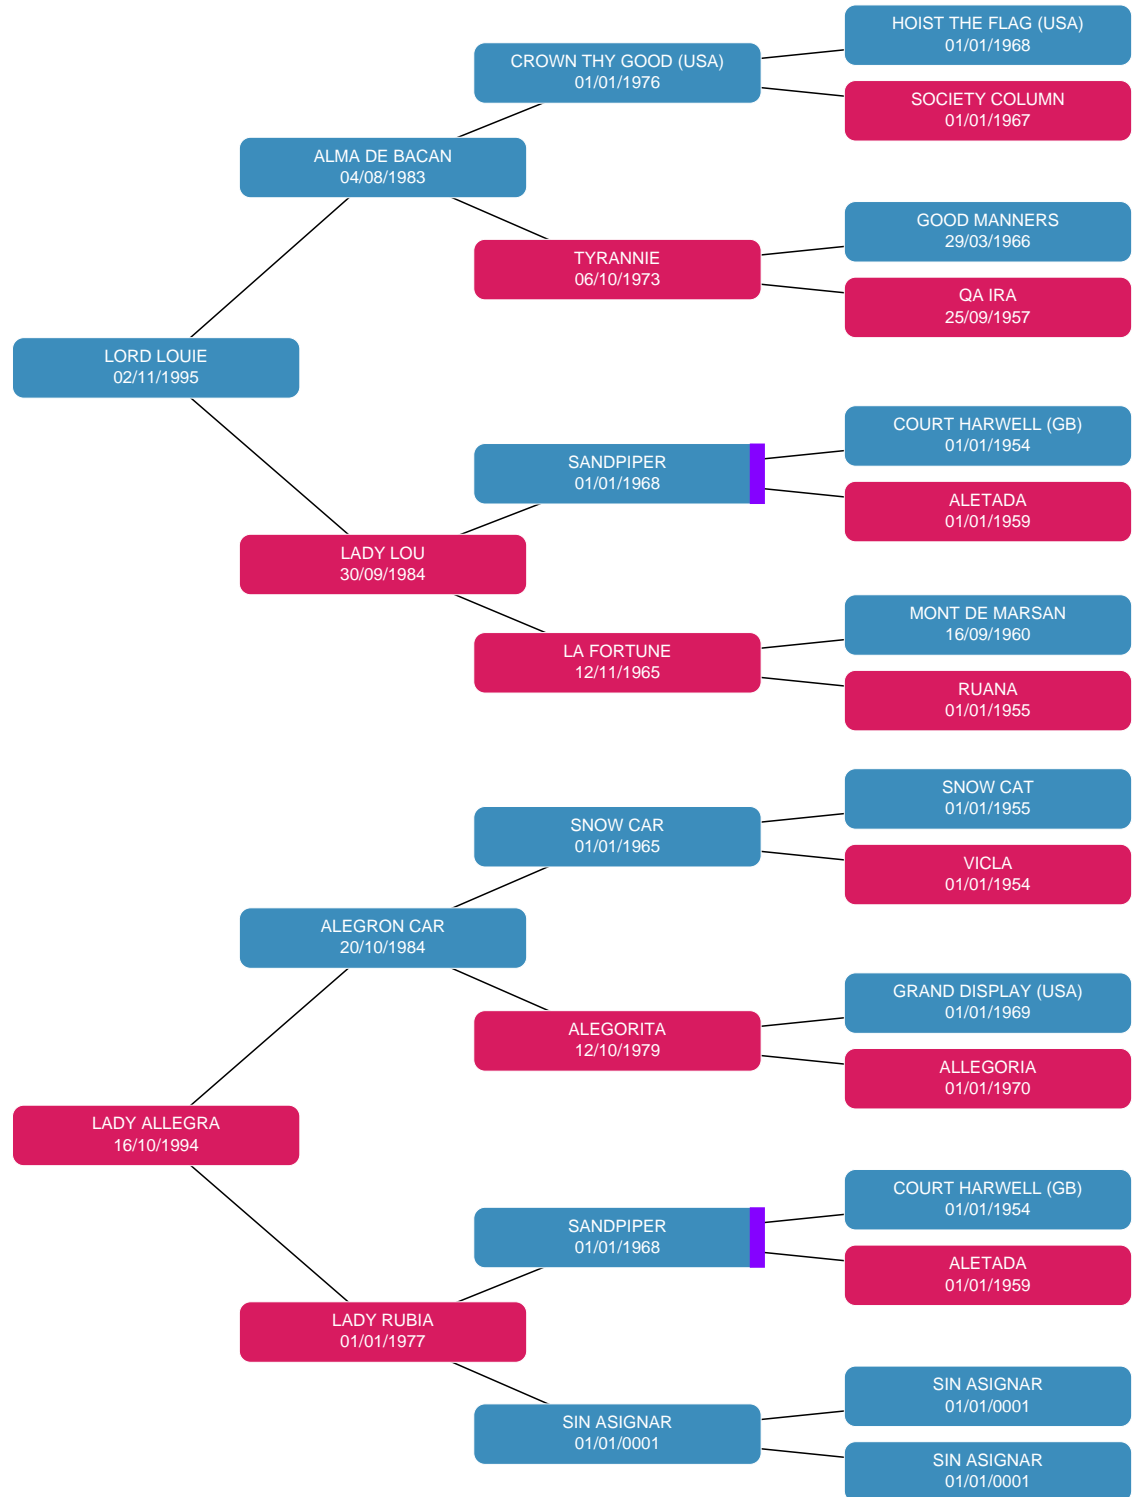 HOIST THE FLAG (USA)
01/01/1968
CROWN THY GOOD (USA)
01/01/1976
SOCIETY COLUMN
01/01/1967
ALMA DE BACAN
04/08/1983
GOOD MANNERS
29/03/1966
TYRANNIE
06/10/1973
QA IRA
25/09/1957
LORD LOUIE
02/11/1995
COURT HARWELL (GB)
01/01/1954
SANDPIPER
01/01/1968
ALETADA
01/01/1959
LADY LOU
30/09/1984
MONT DE MARSAN
16/09/1960
LA FORTUNE
12/11/1965
RUANA
01/01/1955
SNOW CAT
01/01/1955
SNOW CAR
01/01/1965
VICLA
01/01/1954
ALEGRON CAR
20/10/1984
GRAND DISPLAY (USA)
01/01/1969
ALEGORITA
12/10/1979
ALLEGORIA
01/01/1970
LADY ALLEGRA
16/10/1994
COURT HARWELL (GB)
01/01/1954
SANDPIPER
01/01/1968
ALETADA
01/01/1959
LADY RUBIA
01/01/1977
SIN ASIGNAR
01/01/0001
SIN ASIGNAR
01/01/0001
SIN ASIGNAR
01/01/0001